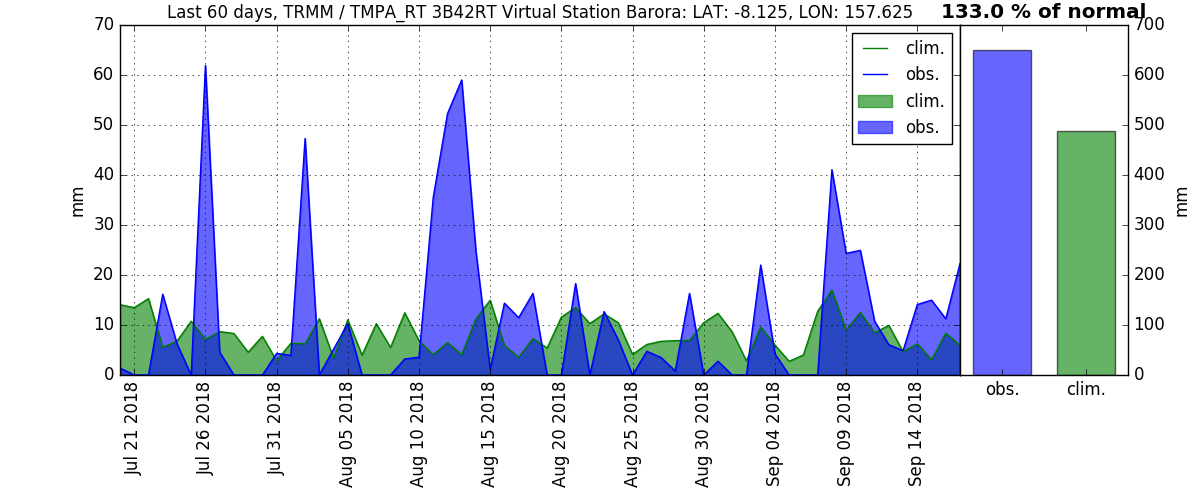 Last 60 days, TRMM / TMPA_RT 3B42RT Virtual Station Barora: LAT: -8.125, LON: 157.625
133.0 % of normal
70
60
50
40
30
20
10
0
mm
clim.
obs.
clim.
obs.
700
600
500
400
300
200
100
0
mm
Jul 21 2018
Jul 26 2018
Jul 31 2018
Aug 05 2018
Aug 10 2018
Aug 15 2018
Aug 20 2018
Aug 25 2018
Aug 30 2018
Sep 04 2018
Sep 09 2018
Sep 14 2018
obs.
clim.